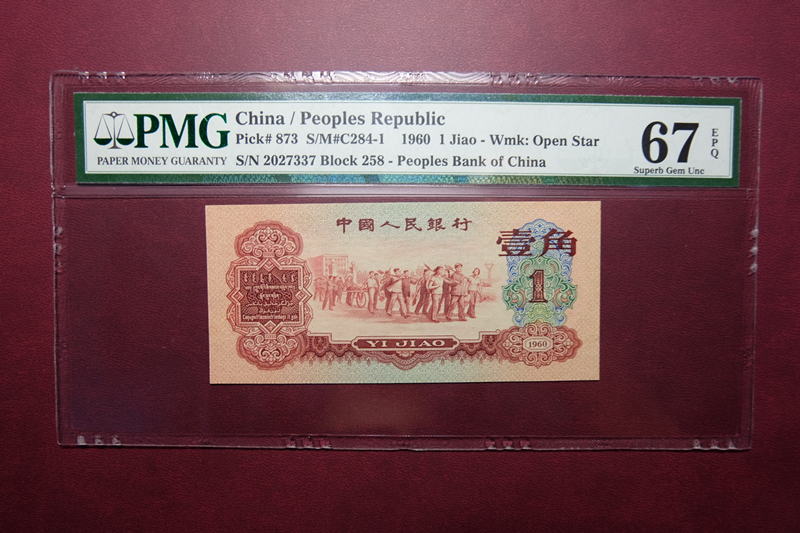 PMG
PAPER MONEY GUARANTY
China / Peoples Republic
Pick# 873 S/M#C284-1 1960 1 Jiao - Wmk: Open Star
S/N 2027337 Block 258 - Peoples Bank of China
67
EPQ
Superb Gem Unc
中國人民銀行
壹角
1
YI JIAO
1960